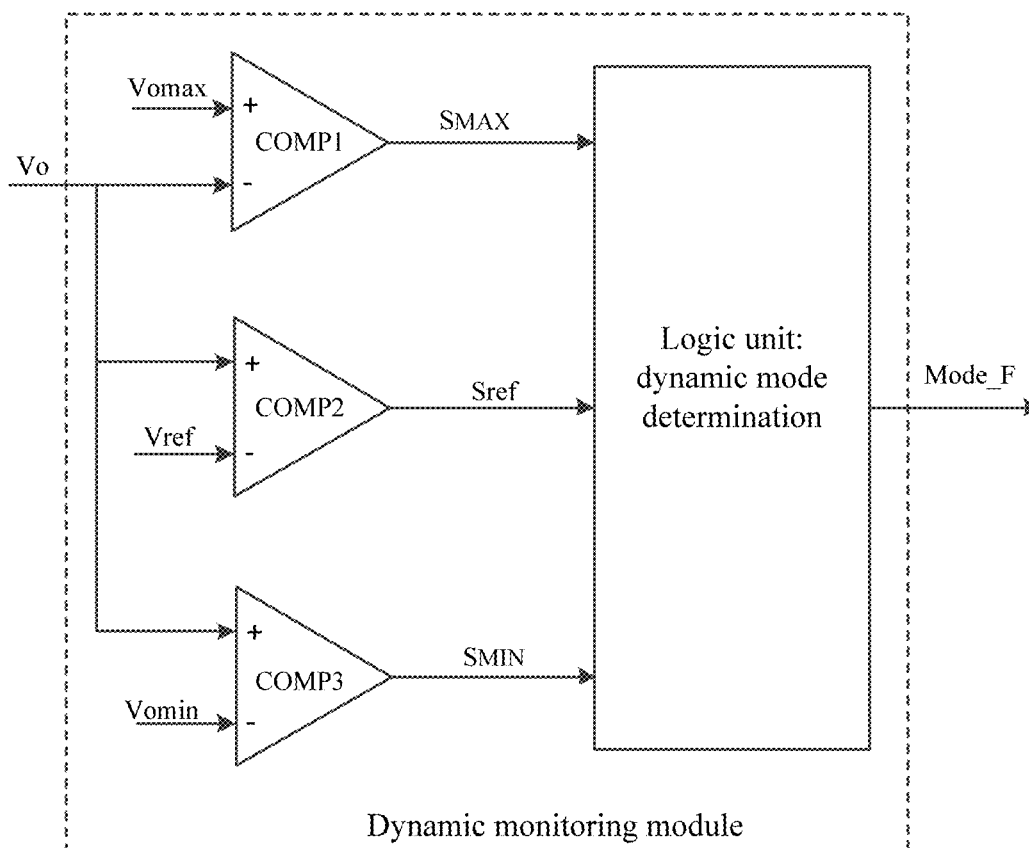 Vomax
+
COMP1
SMAX
Vo
-
+
COMP2
Sref
Vref
-
Logic unit:
dynamic mode
determination
Mode_F
+
COMP3
SMIN
Vomin
-
Dynamic monitoring module